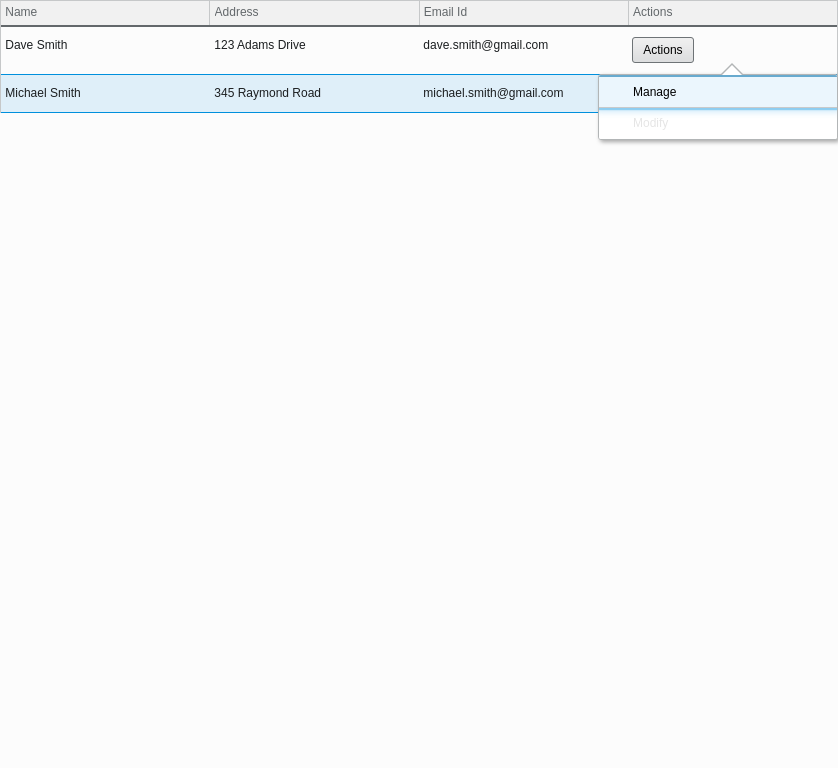 Name Address Email Id Actions
Dave Smith 123 Adams Drive dave.smith@gmail.com Actions
Michael Smith 345 Raymond Road michael.smith@gmail.com Manage
Modify